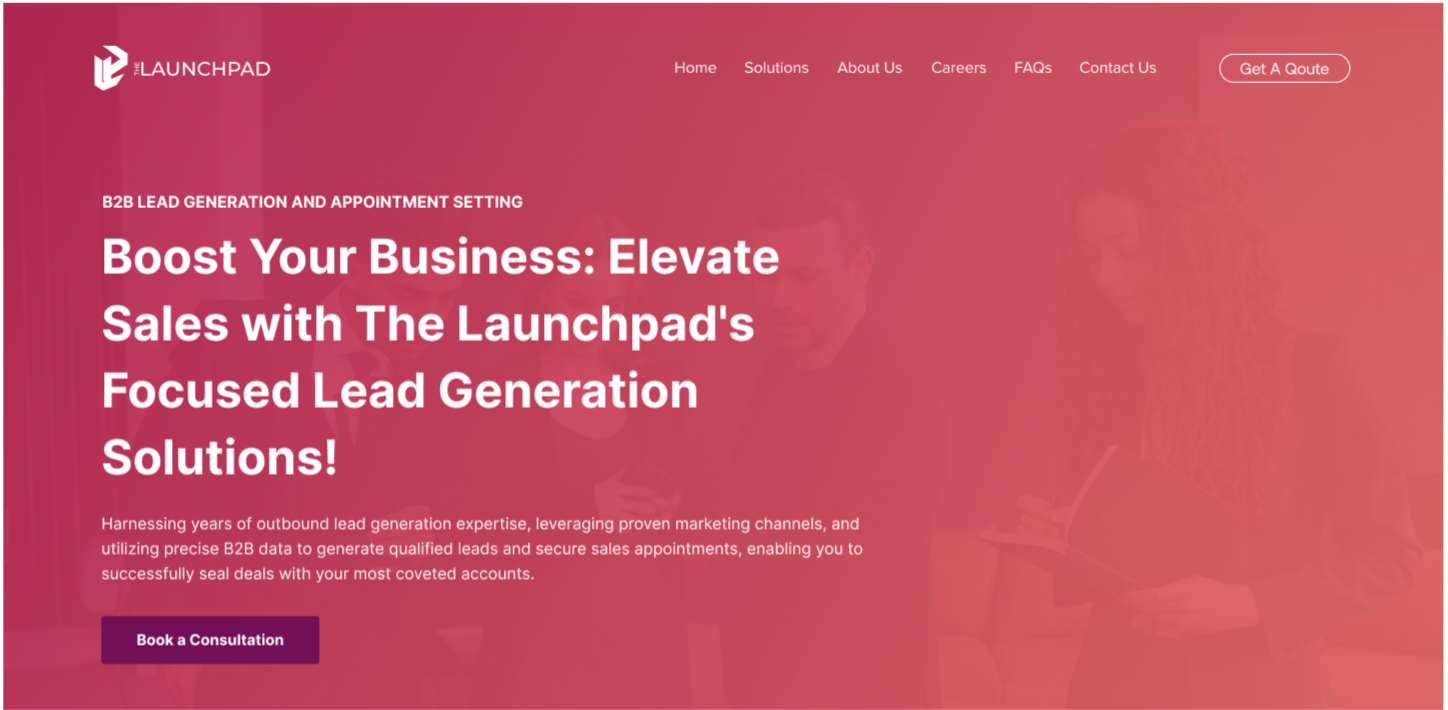 THE LAUNCHPAD
Home Solutions About Us Careers FAQs Contact Us Get A Qoute
B2B LEAD GENERATION AND APPOINTMENT SETTING
Boost Your Business: Elevate
Sales with The Launchpad's
Focused Lead Generation
Solutions!
Harnessing years of outbound lead generation expertise, leveraging proven marketing channels, and
utilizing precise B2B data to generate qualified leads and secure sales appointments, enabling you to
successfully seal deals with your most coveted accounts.
Book a Consultation